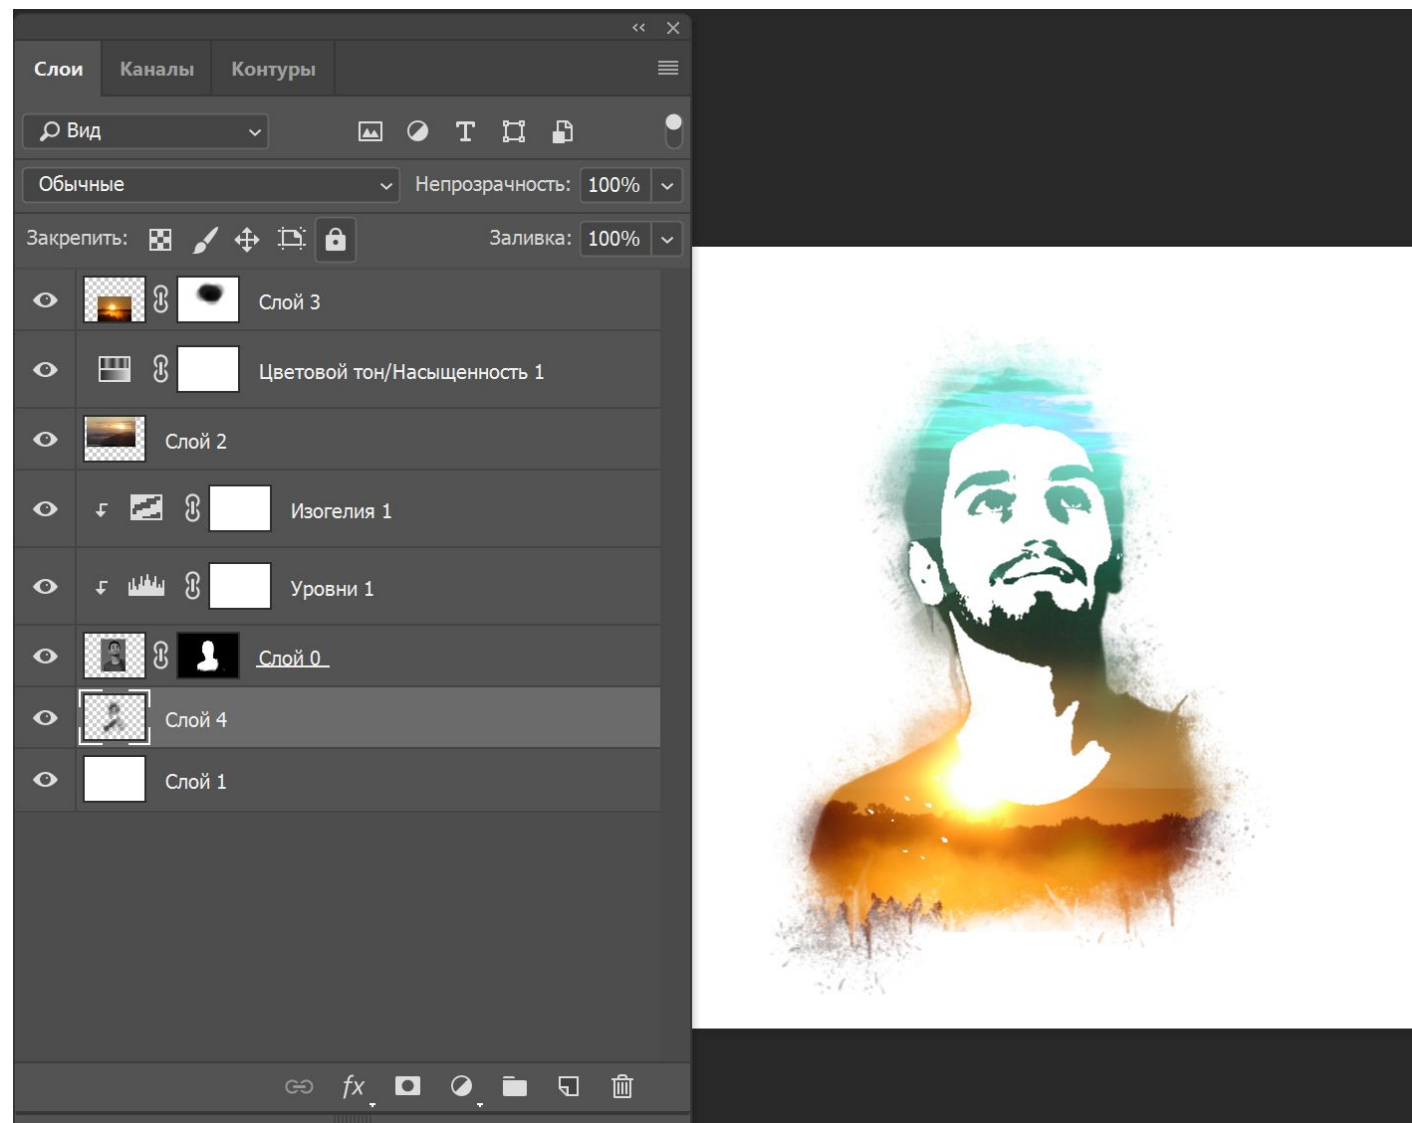 Слои Каналы Контуры
Вид
Обычные Непрозрачность: 100%
Закрепить: Заливка: 100%
Слой 3
Цветовой тон/Насыщенность 1
Слой 2
Изогелия 1
Уровни 1
Слой 0
Слой 4
Слой 1
fx